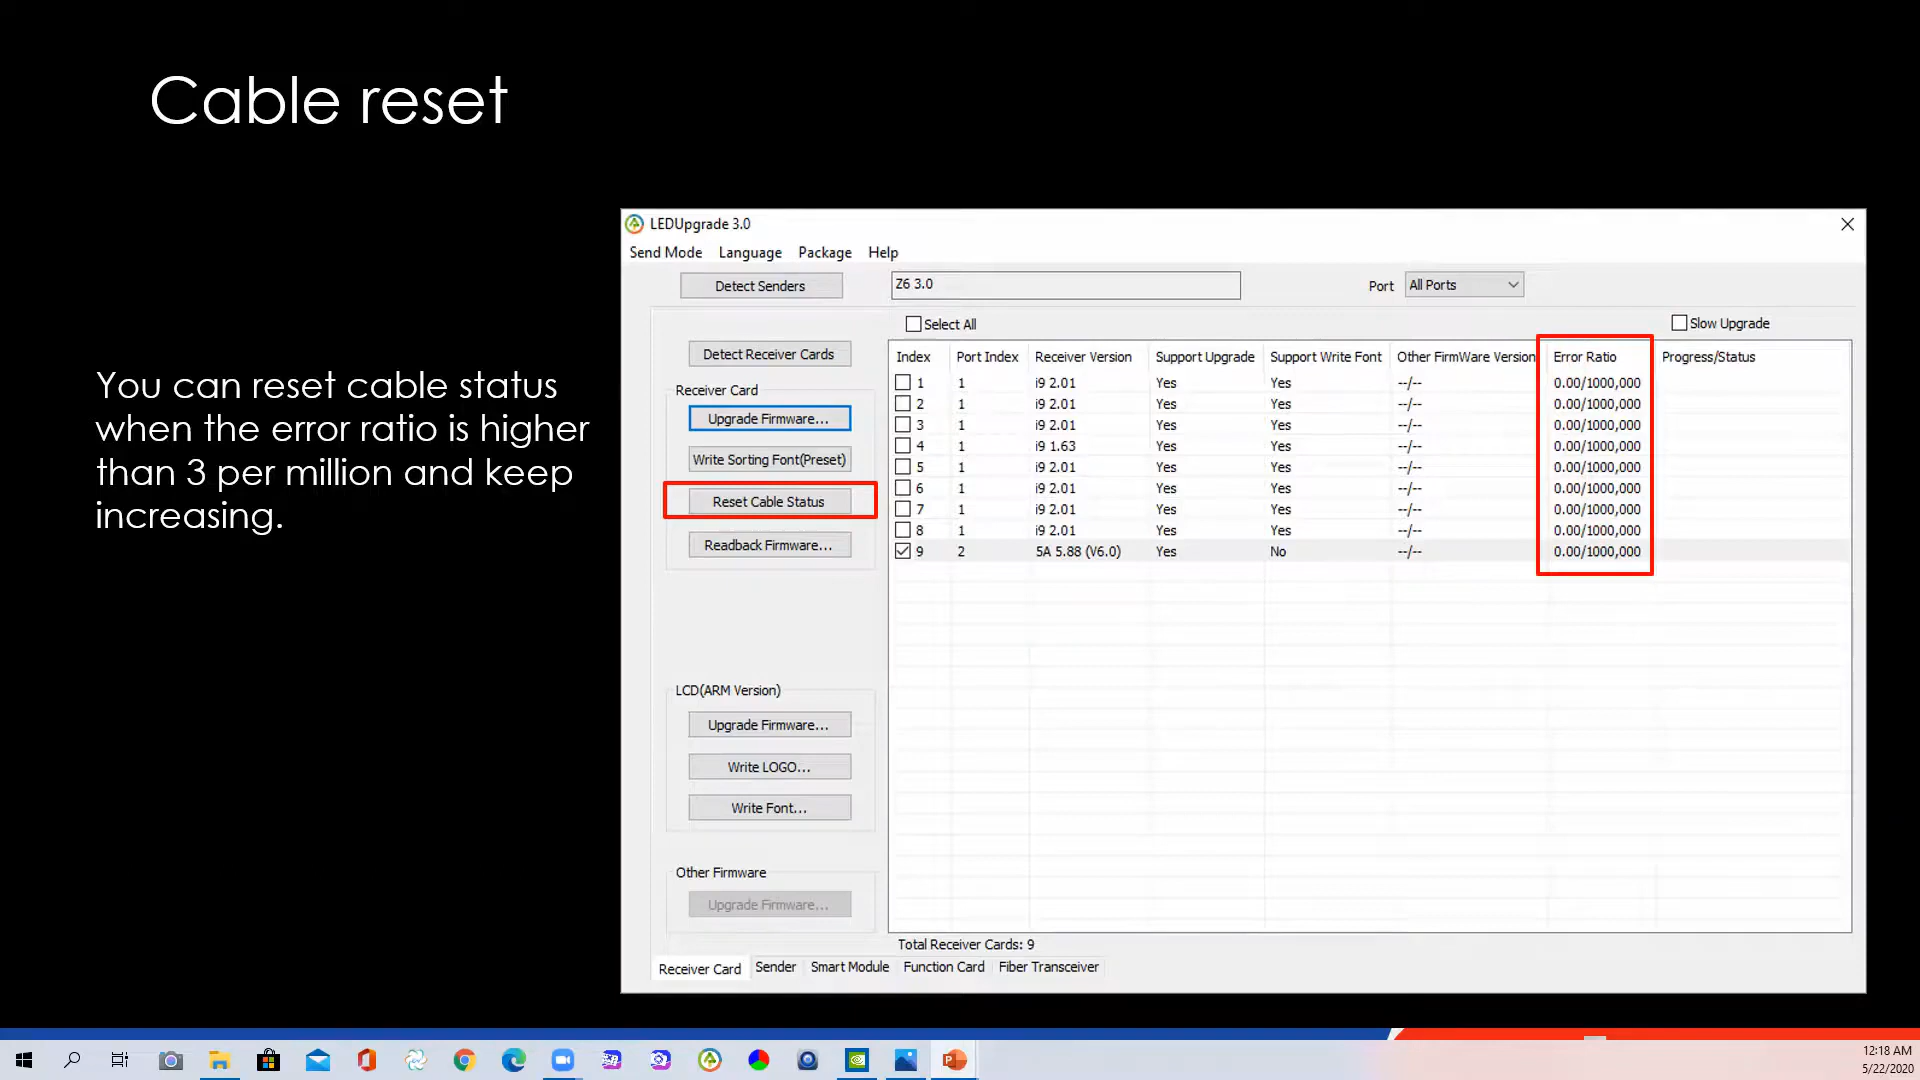 Cable reset
You can reset cable status
when the error ratio is higher
than 3 per million and keep
increasing.
LEDUpgrade 3.0
Send Mode Language Package Help
Detect Senders Z6 3.0 Port All Ports
Select All Slow Upgrade
Detect Receiver Cards
Receiver Card
Upgrade Firmware...
Write Sorting Font(Preset)
Reset Cable Status
Readback Firmware...
LCD(ARM Version)
Upgrade Firmware...
Write LOGO...
Write Font...
Other Firmware
Upgrade Firmware...
Index Port Index Receiver Version Support Upgrade Support Write Font Other FirmWare Version Error Ratio Progress/Status
1 1 i9 2.01 Yes Yes --/-- 0.00/1000,000
2 1 i9 2.01 Yes Yes --/-- 0.00/1000,000
3 1 i9 2.01 Yes Yes --/-- 0.00/1000,000
4 1 i9 1.63 Yes Yes --/-- 0.00/1000,000
5 1 i9 2.01 Yes Yes --/-- 0.00/1000,000
6 1 i9 2.01 Yes Yes --/-- 0.00/1000,000
7 1 i9 2.01 Yes Yes --/-- 0.00/1000,000
8 1 i9 2.01 Yes Yes --/-- 0.00/1000,000
9 2 5A 5.88 (V6.0) Yes No --/-- 0.00/1000,000
Total Receiver Cards: 9
Receiver Card Sender Smart Module Function Card Fiber Transceiver
12:18 AM
5/22/2020